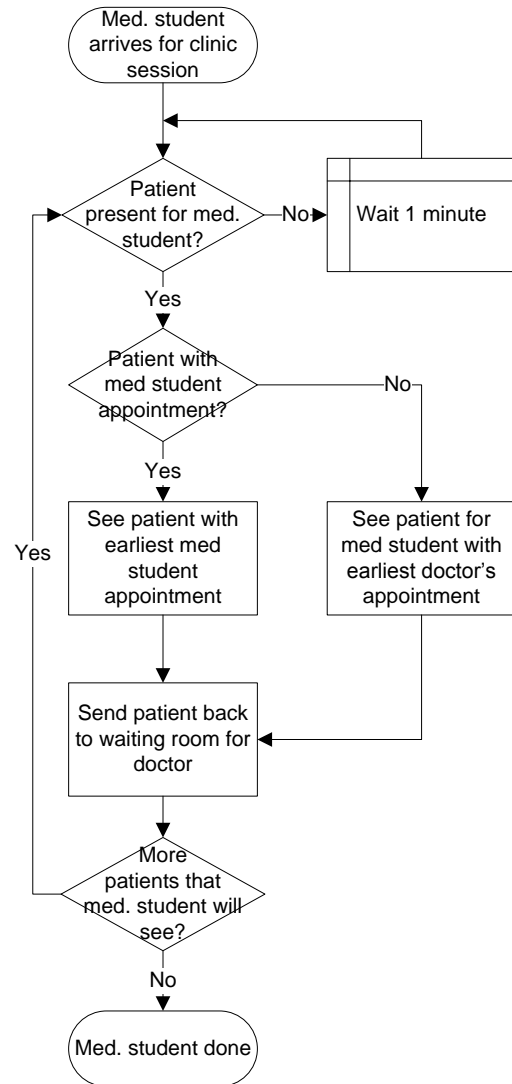 Med. student
arrives for clinic
session
Patient
present for med.
student?
No
Wait 1 minute
Yes
Patient with
med student
appointment?
No
Yes
See patient with
earliest med
student
appointment
See patient for
med student with
earliest doctor's
appointment
Yes
Send patient back
to waiting room for
doctor
More
patients that
med. student will
see?
No
Med. student done